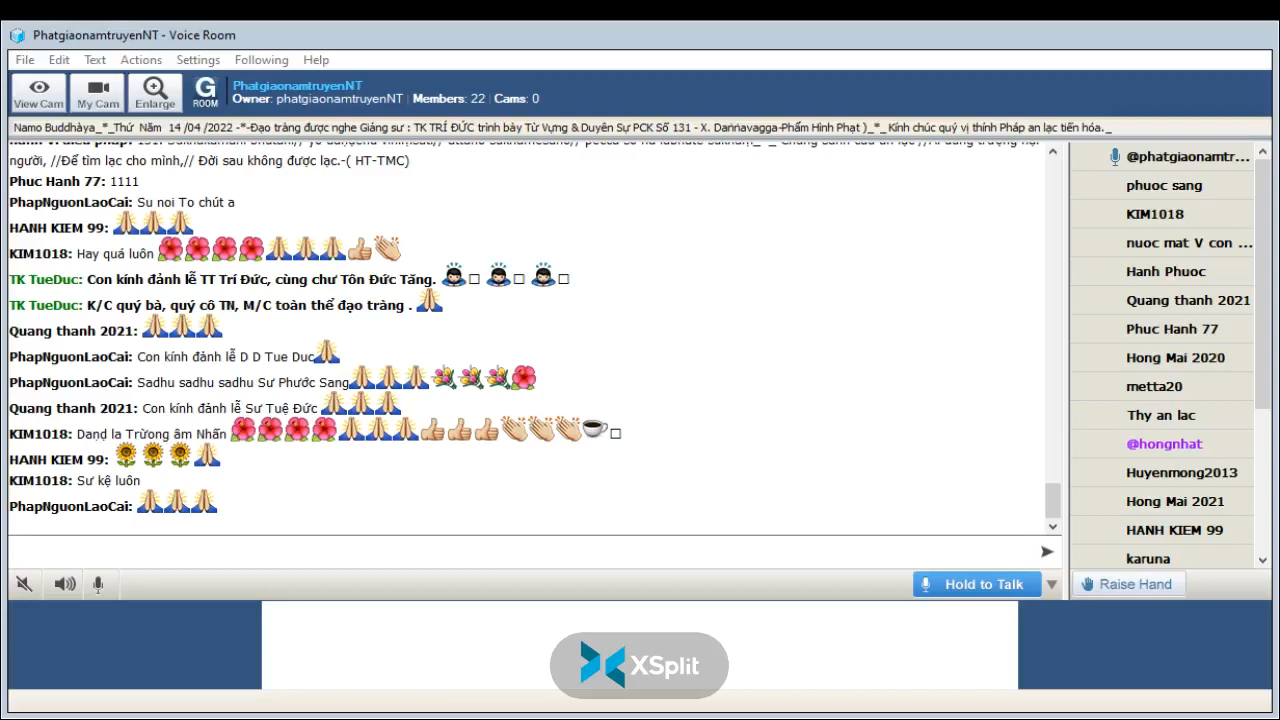 PhatgiaonamtruyenNT - Voice Room
File Edit Text Actions Settings Following Help
View Cam My Cam Enlarge G ROOM
PhatgiaonamtruyenNT
Owner: phatgiaonamtruyenNT | Members: 22 | Cams: 0
Namo Buddhàya_*_Thứ Năm 14 /04 /2022 -*-Đạo tràng được nghe Giảng sư : TK TRÍ ĐỨC trình bày Từ Vựng & Duyên Sự PCK Số 131 - X. Daṇṇavagga-Phẩm Hình Phạt )_*_ Kính chúc quý vị thính Pháp an lạc tiến hóa._
người, //Để tìm lạc cho mình,// Đời sau không được lạc.-( HT-TMC)
Phuc Hanh 77: 1111
PhapNguonLaoCai: Su noi To chút a
HANH KIEM 99:
KIM1018: Hay quá luôn
TK TueDuc: Con kính đảnh lễ TT Trí Đức, cùng chư Tôn Đức Tăng.
TK TueDuc: K/C quý bà, quý cô TN, M/C toàn thể đạo tràng .
Quang thanh 2021:
PhapNguonLaoCai: Con kính đảnh lễ D D Tue Duc
PhapNguonLaoCai: Sadhu sadhu sadhu Sư Phước Sang
Quang thanh 2021: Con kính đảnh lễ Sư Tuệ Đức
KIM1018: Daṇḍ la Trừong âm Nhấn
HANH KIEM 99:
KIM1018: Sư kệ luôn
PhapNguonLaoCai:
@phatgiaonamtr...
phuoc sang
KIM1018
nuoc mat V con ...
Hanh Phuoc
Quang thanh 2021
Phuc Hanh 77
Hong Mai 2020
metta20
Thy an lac
@hongnhat
Huyenmong2013
Hong Mai 2021
HANH KIEM 99
karuna
Hold to Talk
Raise Hand
XSplit